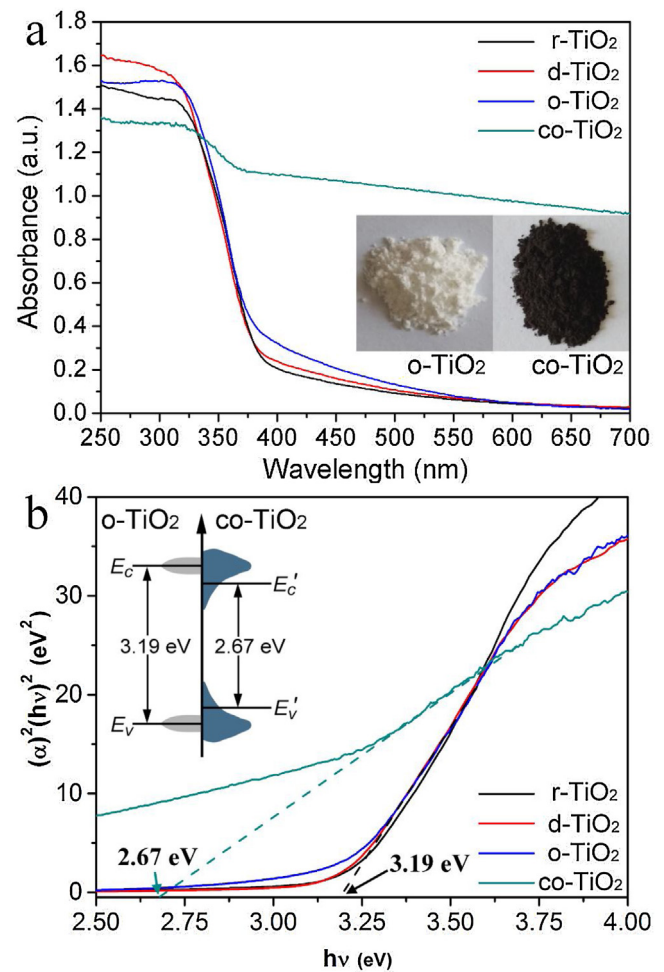 a
r-TiO2
d-TiO2
o-TiO2
co-TiO2
1.8
1.6
1.4
1.2
1.0
0.8
0.6
0.4
0.2
0.0
Absorbance (a.u.)
o-TiO2 co-TiO2
250 300 350 400 450 500 550 600 650 700
Wavelength (nm)
b
o-TiO2 co-TiO2
40
30
20
10
0
(α)²(hν)² (eV²)
EC
EC'
3.19 eV 2.67 eV
EV
EV'
r-TiO2
d-TiO2
o-TiO2
co-TiO2
2.67 eV
3.19 eV
2.50 2.75 3.00 3.25 3.50 3.75 4.00
hν (eV)